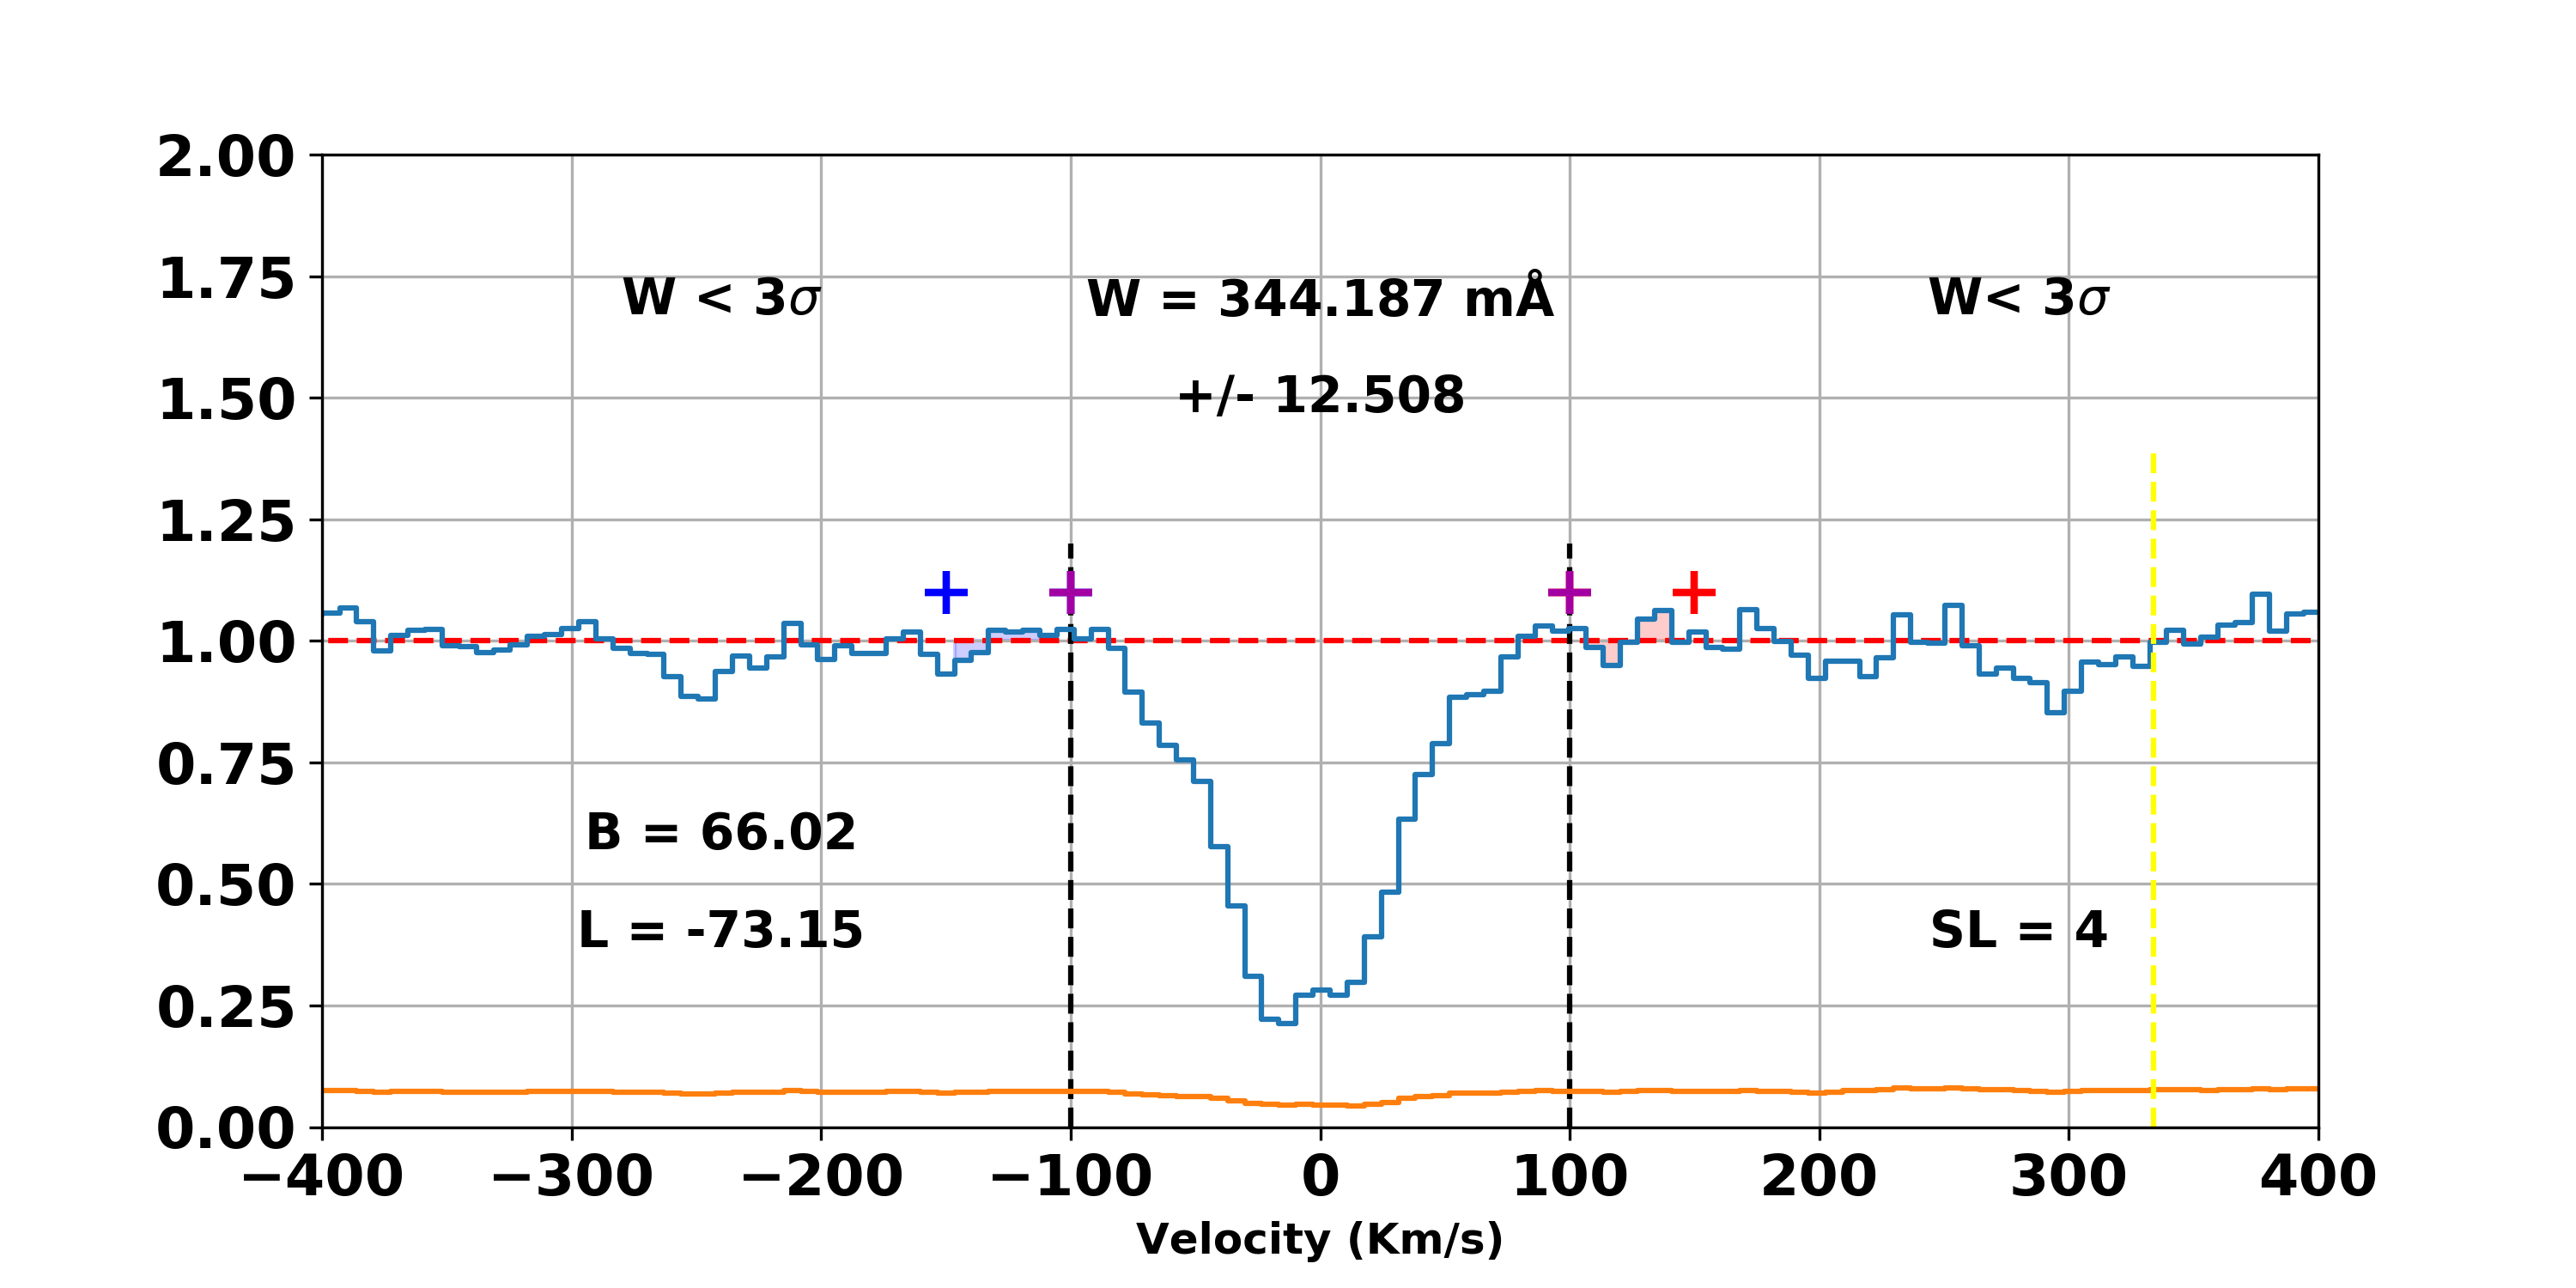 2.00
1.75
1.50
1.25
1.00
0.75
0.50
0.25
0.00
W < 3σ
W = 344.187 mÅ
W< 3σ
+/- 12.508
B = 66.02
L = -73.15
SL = 4
−400 −300 −200 −100 0 100 200 300 400
Velocity (Km/s)